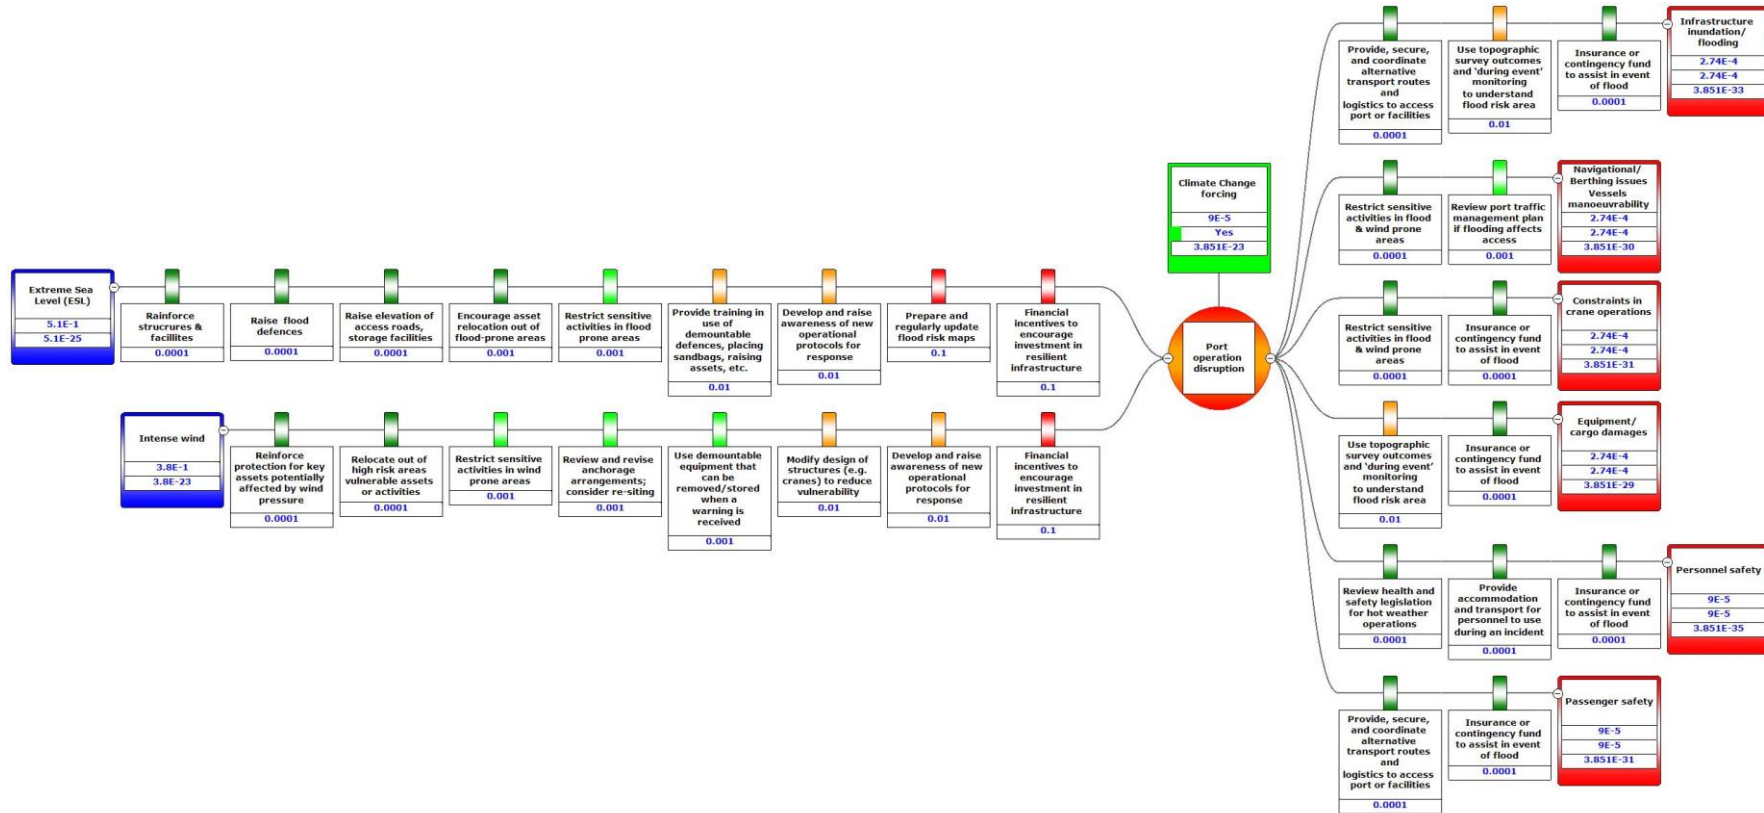 Extreme Sea
Level (ESL)
5.1E-1
5.1E-25
Rainforce
strucrures &
facillites
0.0001
Raise flood
defences
0.0001
Raise elevation of
access roads,
storage facilities
0.0001
Encourage asset
relocation out of
flood-prone areas
0.001
Restrict sensitive
activities in flood
prone areas
0.001
Provide training in
use of
demountable
defences, placing
sandbags, raising
assets, etc.
0.01
Develop and raise
awareness of new
operational
protocols for
response
0.01
Prepare and
regularly update
flood risk maps
0.1
Financial
incentives to
encourage
investment in
resilient
infrastructure
0.1
Intense wind
3.8E-1
3.8E-23
Reinforce
protection for key
assets potentially
affected by wind
pressure
0.0001
Relocate out of
high risk areas
vulnerable assets
or activities
0.0001
Restrict sensitive
activities in wind
prone areas
0.001
Review and revise
anchorage
arrangements;
consider re-siting
0.001
Use demountable
equipment that
can be
removed/stored
when a
warning is
received
0.001
Modify design of
structures (e.g.
cranes) to reduce
vulnerability
0.01
Develop and raise
awareness of new
operational
protocols for
response
0.01
Financial
incentives to
encourage
investment in
resilient
infrastructure
0.1
Climate Change
forcing
9E-5
Yes
3.851E-23
Port
operation
disruption
Provide, secure,
and coordinate
alternative
transport routes
and
logistics to access
port or facilities
0.0001
Use topographic
survey outcomes
and ‘during event’
monitoring
to understand
flood risk area
0.01
Insurance or
contingency fund
to assist in event
of flood
0.0001
Infrastructure
inundation/
flooding
2.74E-4
2.74E-4
3.851E-33
Restrict sensitive
activities in flood
& wind prone
areas
0.0001
Review port traffic
management plan
if flooding affects
access
0.001
Navigational/
Berthing issues
Vessels
manoeuvrability
2.74E-4
2.74E-4
3.851E-30
Restrict sensitive
activities in flood
& wind prone
areas
0.0001
Insurance or
contingency fund
to assist in event
of flood
0.0001
Constraints in
crane operations
2.74E-4
2.74E-4
3.851E-31
Use topographic
survey outcomes
and ‘during event’
monitoring
to understand
flood risk area
0.01
Insurance or
contingency fund
to assist in event
of flood
0.0001
Equipment/
cargo damages
2.74E-4
2.74E-4
3.851E-29
Review health and
safety legislation
for hot weather
operations
0.0001
Provide
accommodation
and transport for
personnel to use
during an incident
0.0001
Insurance or
contingency fund
to assist in event
of flood
0.0001
Personnel safety
9E-5
9E-5
3.851E-35
Provide, secure,
and coordinate
alternative
transport routes
and
logistics to access
port or facilities
0.0001
Insurance or
contingency fund
to assist in event
of flood
0.0001
Passenger safety
9E-5
9E-5
3.851E-31